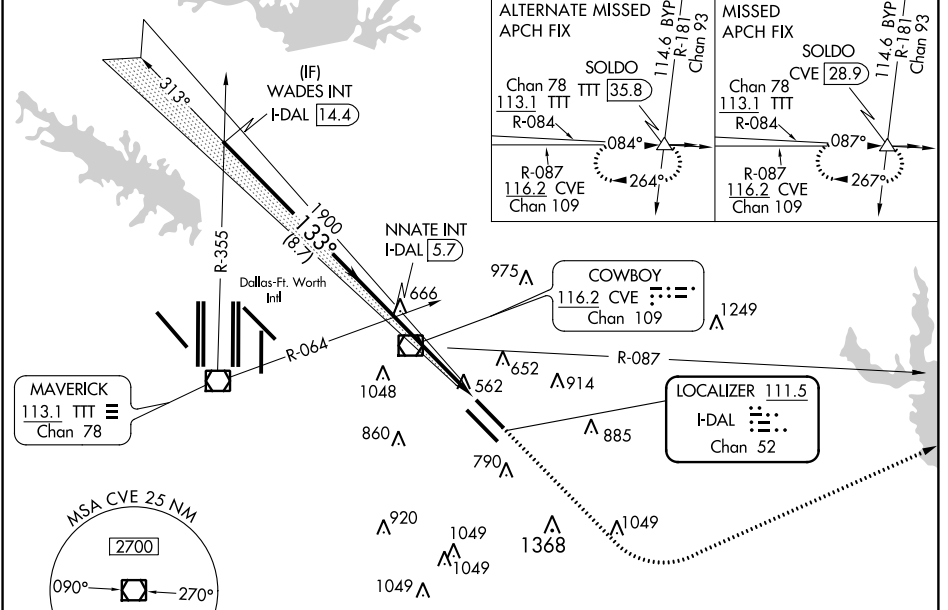 ALTERNATE MISSED
APCH FIX
SOLDO
TTT 35.8
114.6 BYP
R-181
Chan 93
Chan 78
113.1 TTT
R-084
084°
264°
R-087
116.2 CVE
Chan 109
MISSED
APCH FIX
SOLDO
CVE 28.9
114.6 BYP
R-181
Chan 93
Chan 78
113.1 TTT
R-084
087°
267°
R-087
116.2 CVE
Chan 109
313°
(IF)
WADES INT
I-DAL 14.4
1900
133°
(8.7)
R-355
NNATE INT
I-DAL 5.7
Dallas-Ft. Worth
Intl
666
975
COWBOY
116.2 CVE
Chan 109
1249
R-064
R-087
652
1048
562
914
MAVERICK
113.1 TTT
Chan 78
LOCALIZER 111.5
I-DAL
Chan 52
860
885
790
MSA CVE 25 NM
2700
090°
270°
920
1049
1049
1368
1049
1049